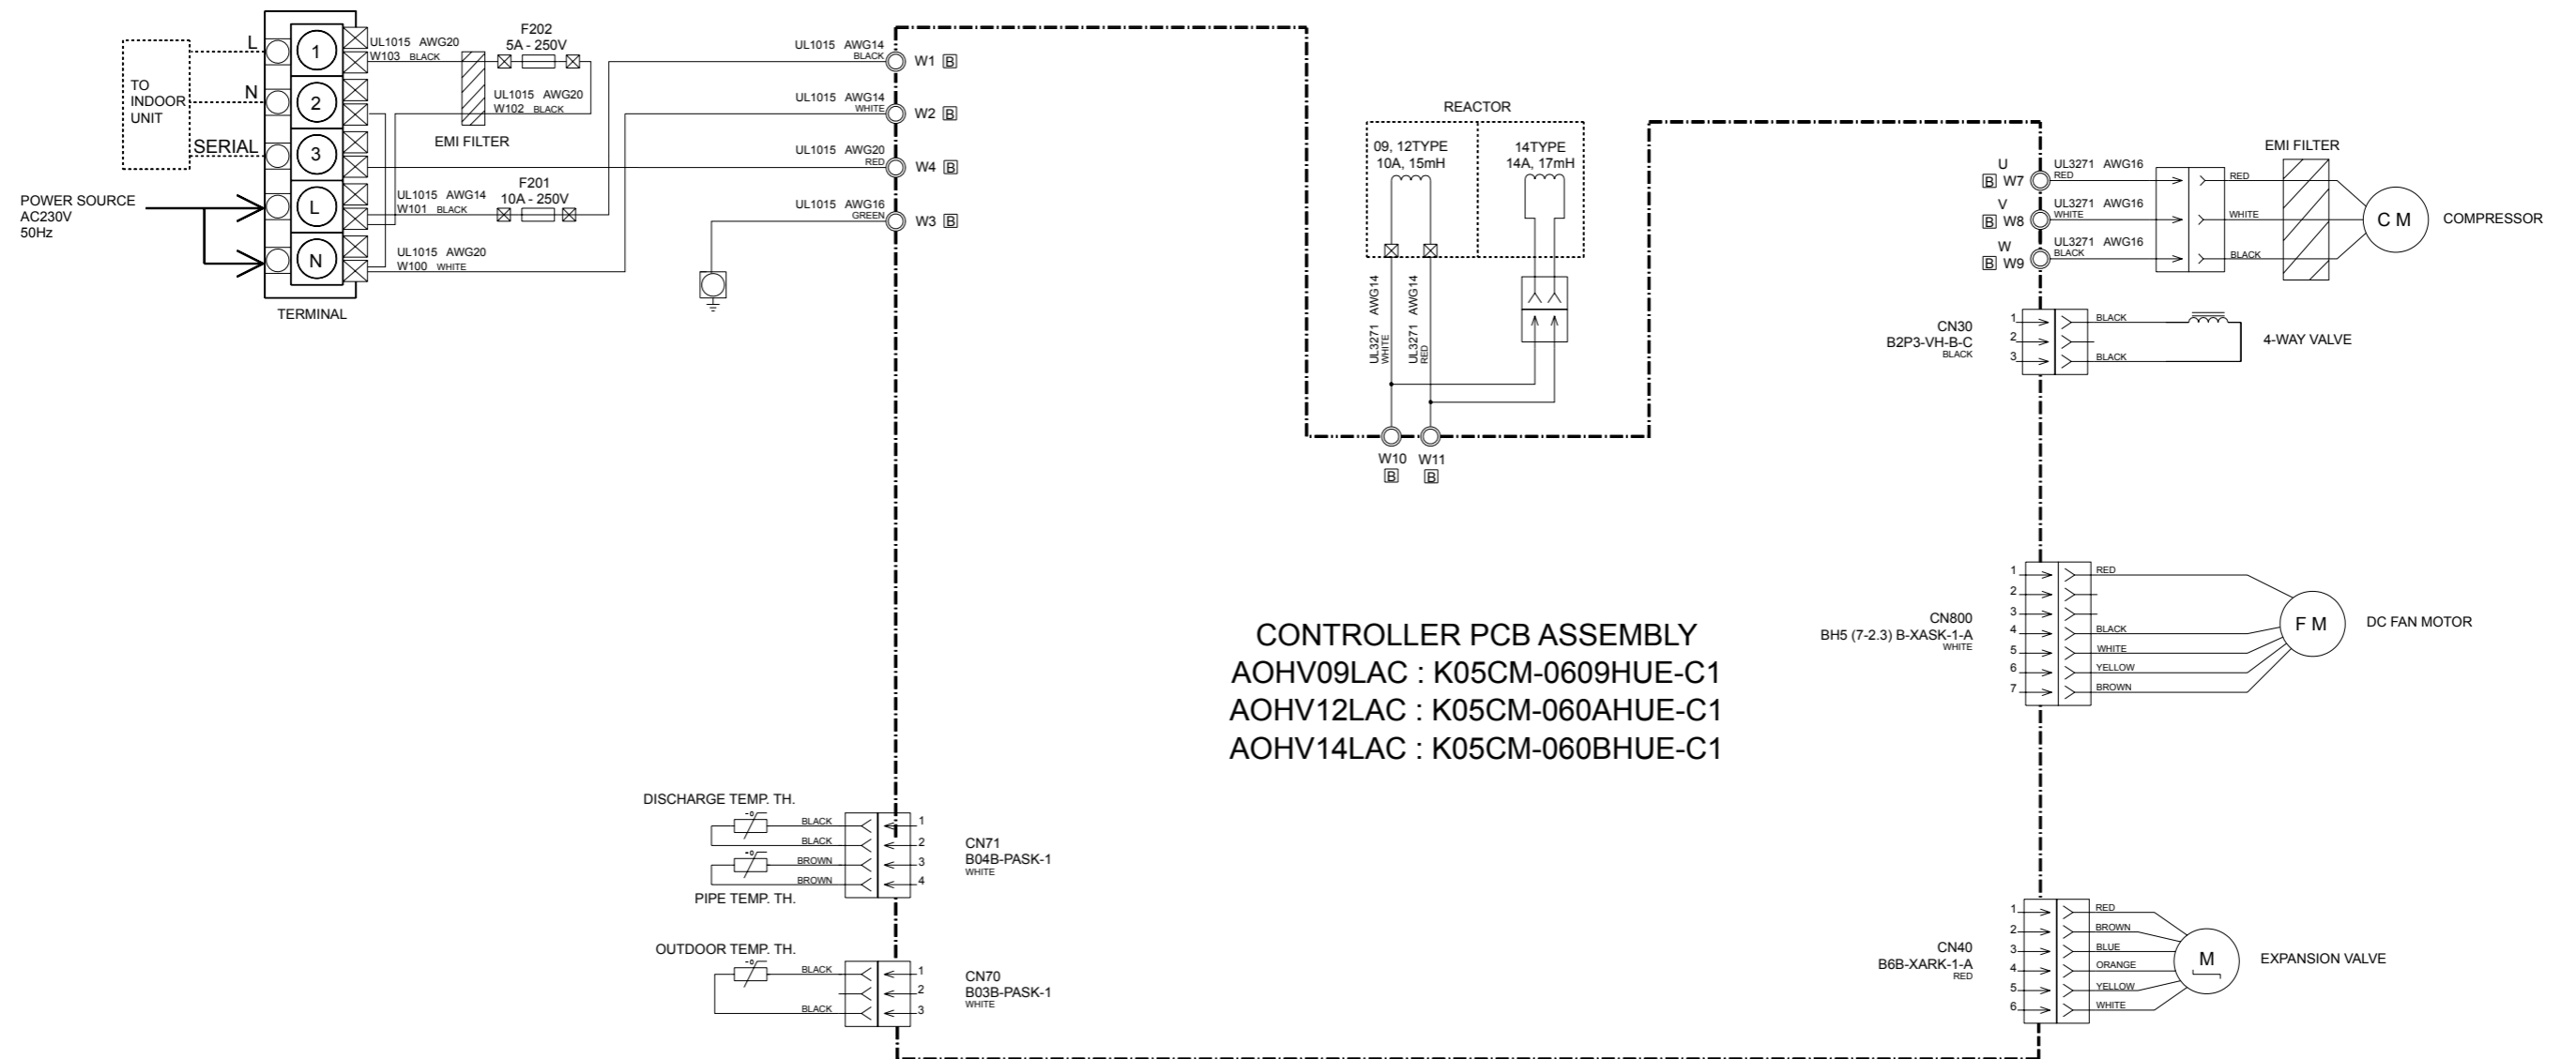 L
N
SERIAL
TO
INDOOR
UNIT
POWER SOURCE
AC230V
50Hz
1
2
3
L
N
TERMINAL
UL1015 AWG20
W103 BLACK
F202
5A - 250V
UL1015 AWG20
W102 BLACK
EMI FILTER
UL1015 AWG14
W101 BLACK
F201
10A - 250V
UL1015 AWG20
W100 WHITE
UL1015 AWG14
BLACK
W1 B
UL1015 AWG14
WHITE
W2 B
UL1015 AWG20
RED
W4 B
UL1015 AWG16
GREEN
W3 B
REACTOR
09, 12TYPE
10A, 15mH
14TYPE
14A, 17mH
UL3271 AWG14
WHITE
UL3271 AWG14
RED
W10
B
W11
B
U
B W7
UL3271 AWG16
RED
V
B W8
UL3271 AWG16
WHITE
W
B W9
UL3271 AWG16
BLACK
RED
WHITE
BLACK
EMI FILTER
C M
COMPRESSOR
CN30
B2P3-VH-B-C
BLACK
1
2
3
BLACK
BLACK
4-WAY VALVE
CONTROLLER PCB ASSEMBLY
AOHV09LAC : K05CM-0609HUE-C1
AOHV12LAC : K05CM-060AHUE-C1
AOHV14LAC : K05CM-060BHUE-C1
CN800
BH5 (7-2.3) B-XASK-1-A
WHITE
1
2
3
4
5
6
7
RED
BLACK
WHITE
YELLOW
BROWN
F M
DC FAN MOTOR
DISCHARGE TEMP. TH.
BLACK
BLACK
BROWN
BROWN
PIPE TEMP. TH.
1
2
3
4
CN71
B04B-PASK-1
WHITE
OUTDOOR TEMP. TH.
BLACK
BLACK
1
2
3
CN70
B03B-PASK-1
WHITE
CN40
B6B-XARK-1-A
RED
1
2
3
4
5
6
RED
BROWN
BLUE
ORANGE
YELLOW
WHITE
M
EXPANSION VALVE